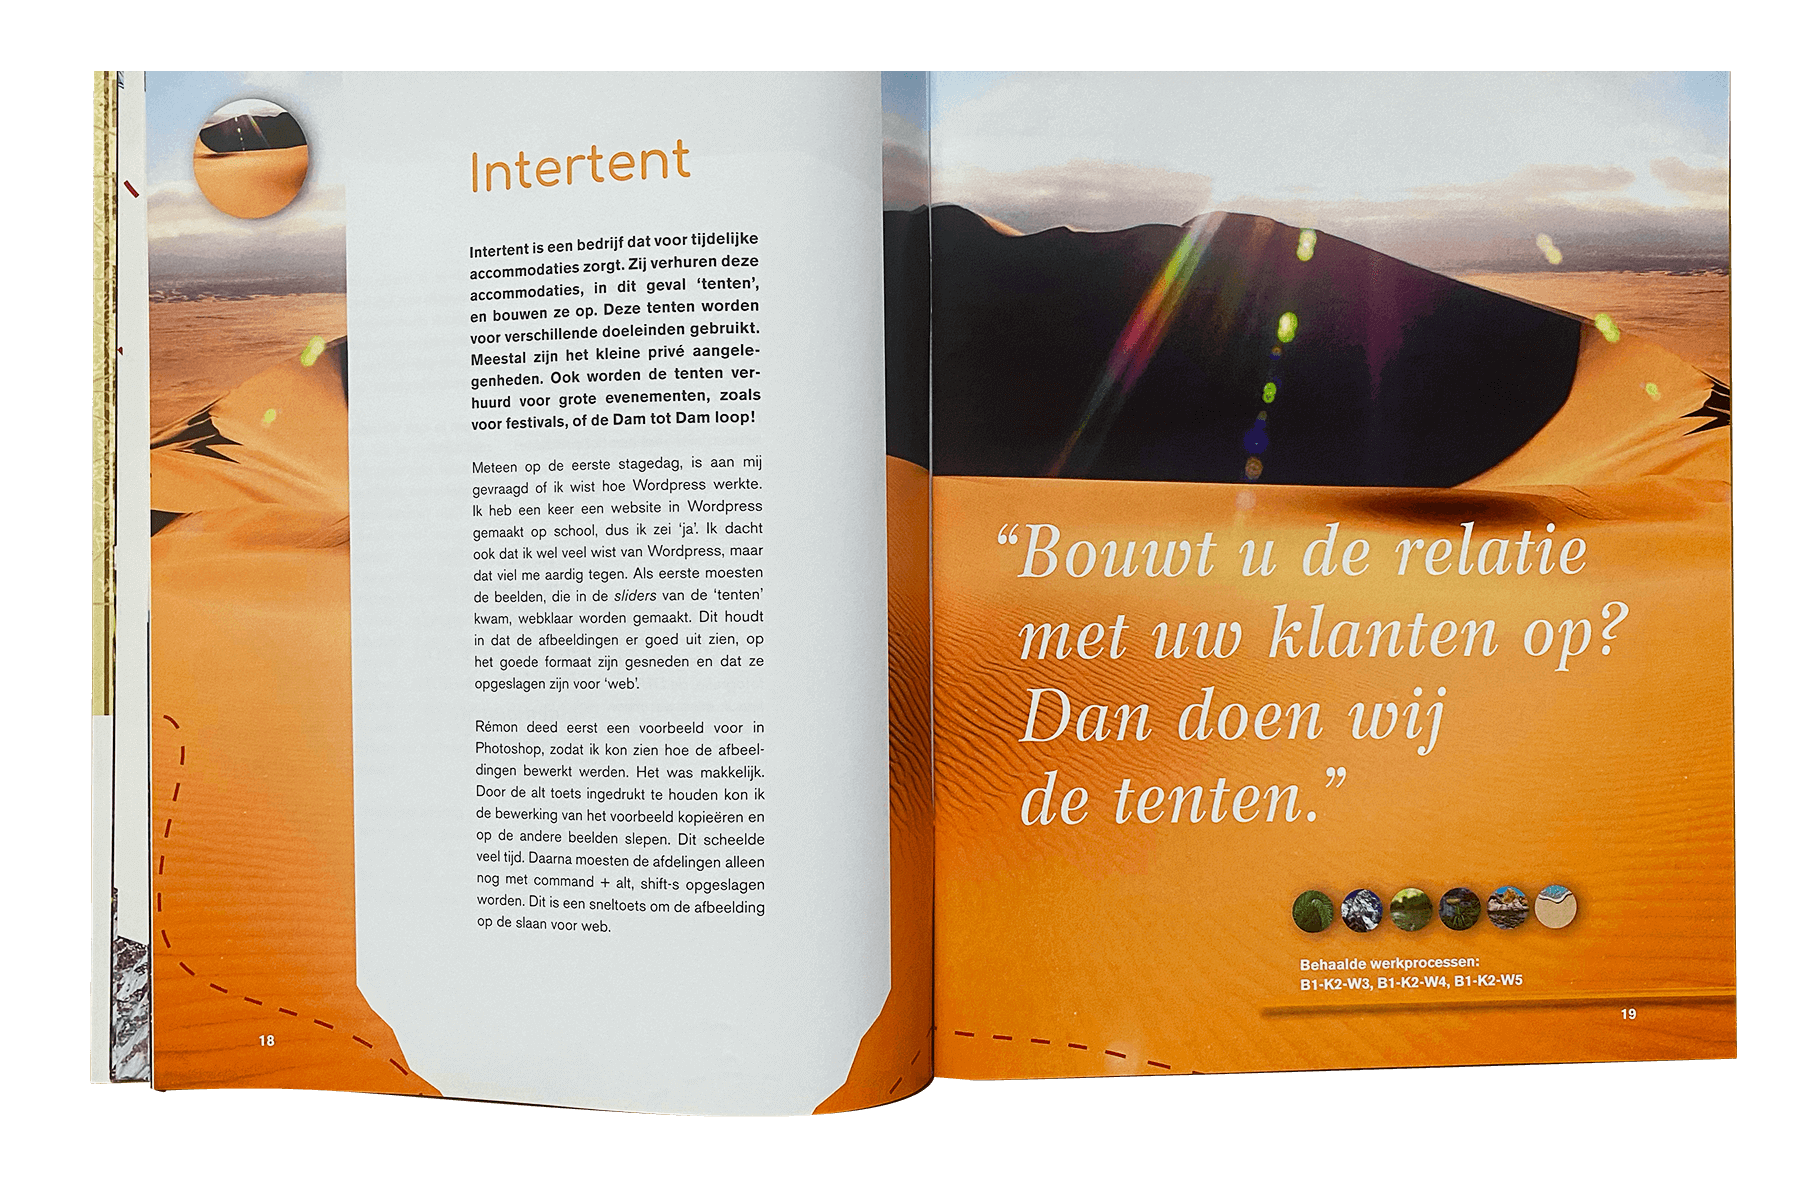 Intertent
Intertent is een bedrijf dat voor tijdelijke
accommodaties zorgt. Zij verhuren deze
accommodaties, in dit geval ‘tenten’,
en bouwen ze op. Deze tenten worden
voor verschillende doeleinden gebruikt.
Meestal zijn het kleine privé aangele-
genheden. Ook worden de tenten ver-
huurd voor grote evenementen, zoals
voor festivals, of de Dam tot Dam loop!
Meteen op de eerste stagedag, is aan mij
gevraagd of ik wist hoe Wordpress werkte.
Ik heb een keer een website in Wordpress
gemaakt op school, dus ik zei ‘ja’. Ik dacht
ook dat ik wel veel wist van Wordpress, maar
dat viel me aardig tegen. Als eerste moesten
de beelden, die in de sliders van de ‘tenten’
kwam, webklaar worden gemaakt. Dit houdt
in dat de afbeeldingen er goed uit zien, op
het goede formaat zijn gesneden en dat ze
opgeslagen zijn voor ‘web’.
Rémon deed eerst een voorbeeld voor in
Photoshop, zodat ik kon zien hoe de afbeel-
dingen bewerkt werden. Het was makkelijk.
Door de alt toets ingedrukt te houden kon ik
de bewerking van het voorbeeld kopieëren en
op de andere beelden slepen. Dit scheelde
veel tijd. Daarna moesten de afdelingen alleen
nog met command + alt, shift-s opgeslagen
worden. Dit is een sneltoets om de afbeelding
op de slaan voor web.
18
“Bouwt u de relatie
met uw klanten op?
Dan doen wij
de tenten.”
Behaalde werkprocessen:
B1-K2-W3, B1-K2-W4, B1-K2-W5
19